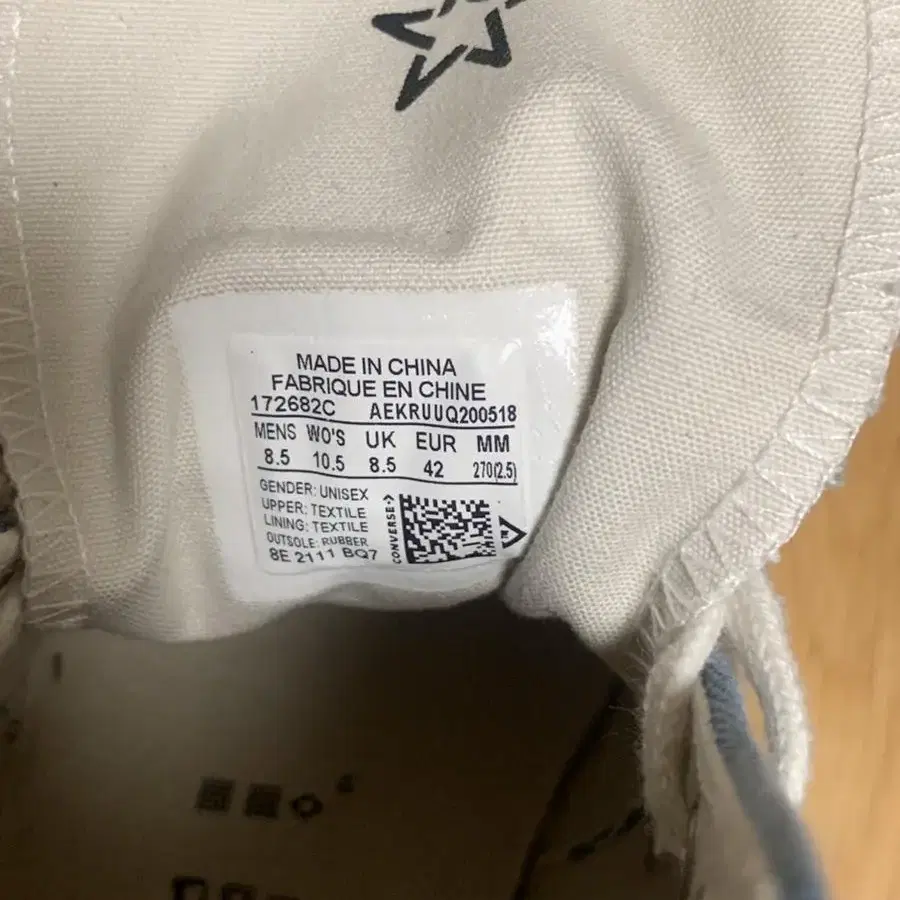 MADE IN CHINA
FABRIQUE EN CHINE
172682C AEKRUUQ200518
MENS WO'S UK EUR MM
8.5 10.5 8.5 42 270(2.5)
GENDER: UNISEX
UPPER: TEXTILE
LINING: TEXTILE
OUTSOLE: RUBBER
8E 2111 BQ7
CONVERSE